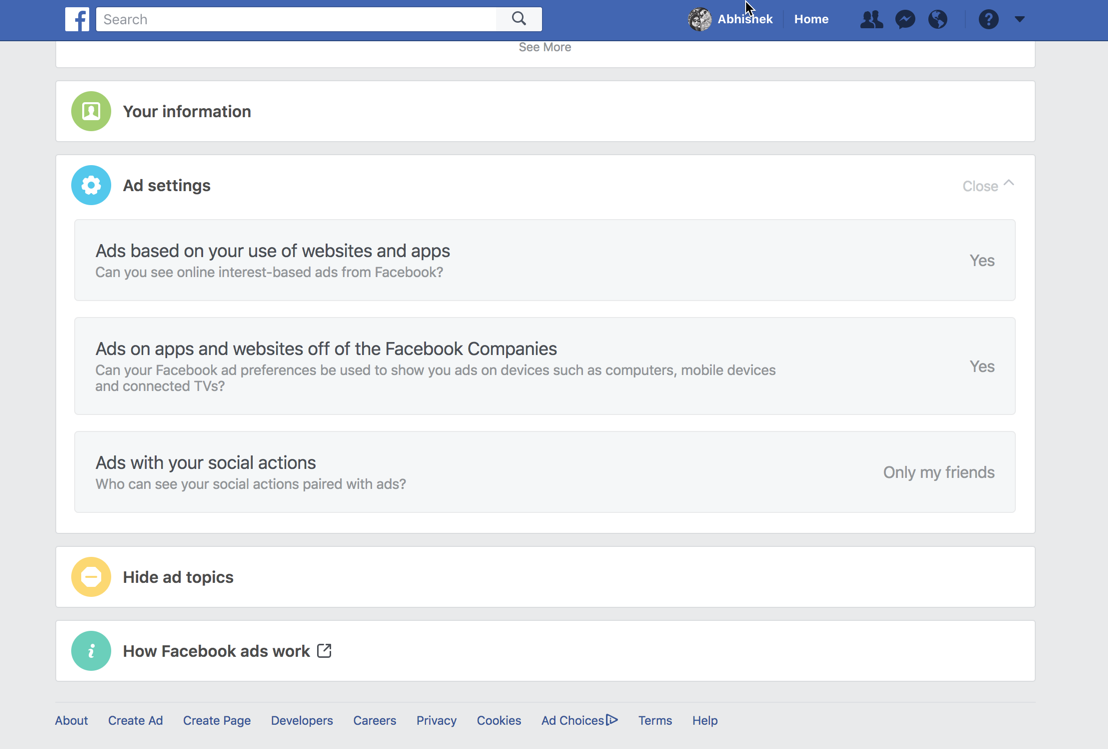 Search
Abhishek
Home
See More
Your information
Ad settings
Close
Ads based on your use of websites and apps
Can you see online interest-based ads from Facebook?
Yes
Ads on apps and websites off of the Facebook Companies
Can your Facebook ad preferences be used to show you ads on devices such as computers, mobile devices
and connected TVs?
Yes
Ads with your social actions
Who can see your social actions paired with ads?
Only my friends
Hide ad topics
How Facebook ads work
About Create Ad Create Page Developers Careers Privacy Cookies Ad Choices Terms Help